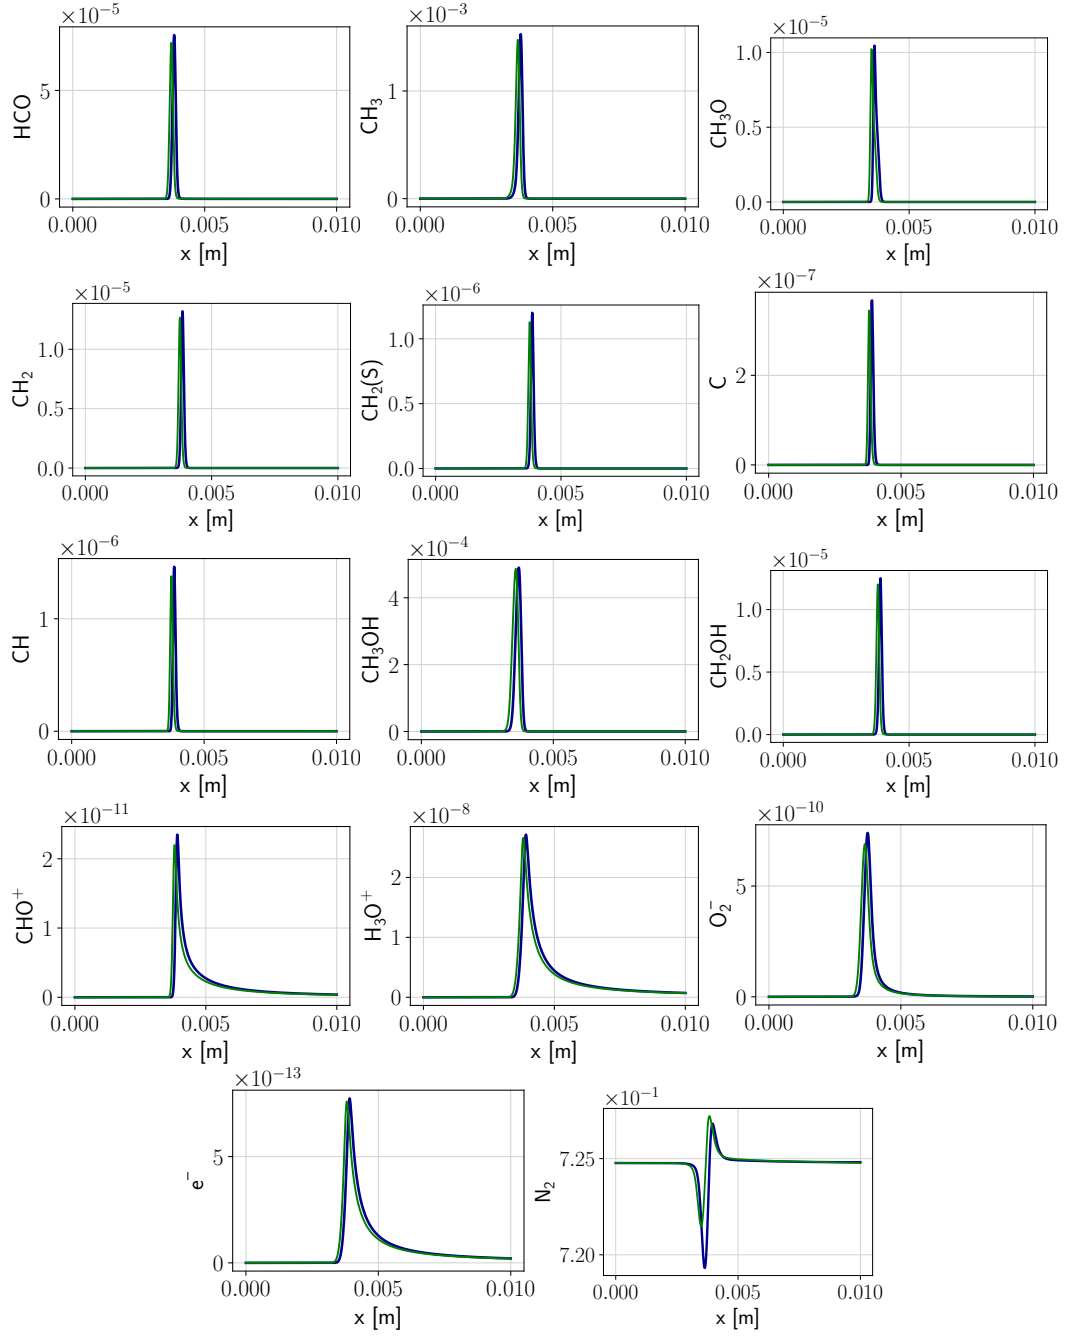 ×10⁻⁵
5
0
HCO
0.000 0.005 0.010
x [m]
×10⁻³
1
0
CH₃
0.000 0.005 0.010
x [m]
×10⁻⁵
1.0
0.5
0.0
CH₃O
0.000 0.005 0.010
x [m]
×10⁻⁵
1.0
0.5
0.0
CH₂
0.000 0.005 0.010
x [m]
×10⁻⁶
1.0
0.5
0.0
CH₂(S)
0.000 0.005 0.010
x [m]
×10⁻⁷
2
0
C
0.000 0.005 0.010
x [m]
×10⁻⁶
1
0
CH
0.000 0.005 0.010
x [m]
×10⁻⁴
4
2
0
CH₃OH
0.000 0.005 0.010
x [m]
×10⁻⁵
1.0
0.5
0.0
CH₂OH
0.000 0.005 0.010
x [m]
×10⁻¹¹
2
1
0
CHO⁺
0.000 0.005 0.010
x [m]
×10⁻⁸
2
1
0
H₃O⁺
0.000 0.005 0.010
x [m]
×10⁻¹⁰
5
0
O₂⁻
0.000 0.005 0.010
x [m]
×10⁻¹³
5
0
e⁻
0.000 0.005 0.010
x [m]
×10⁻¹
7.25
7.20
N₂
0.000 0.005 0.010
x [m]